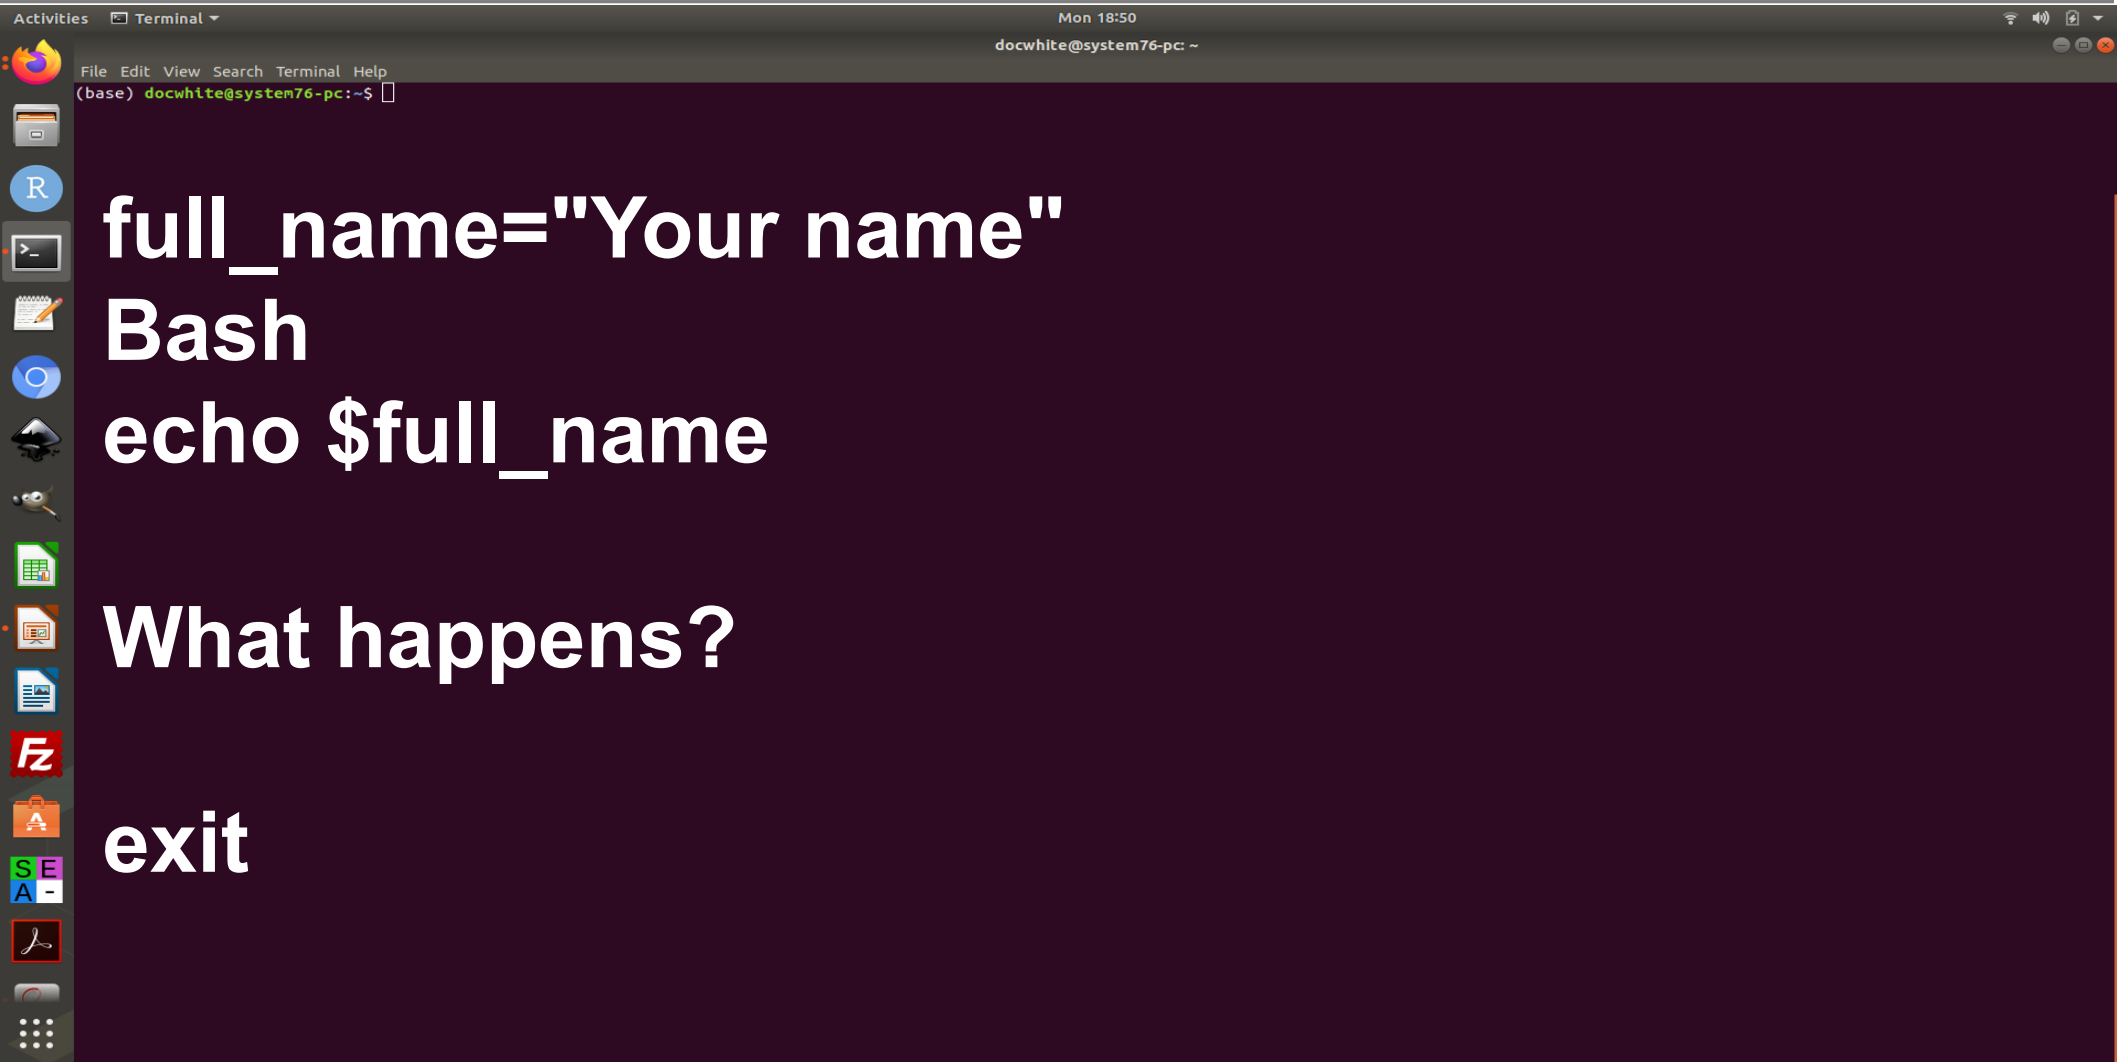 Activities Terminal Mon 18:50
docwhite@system76-pc: ~
File Edit View Search Terminal Help
(base) docwhite@system76-pc:~$
R
>_
full_name="Your name"
Bash
echo $full_name
What happens?
Fz
A
exit
S E
A -